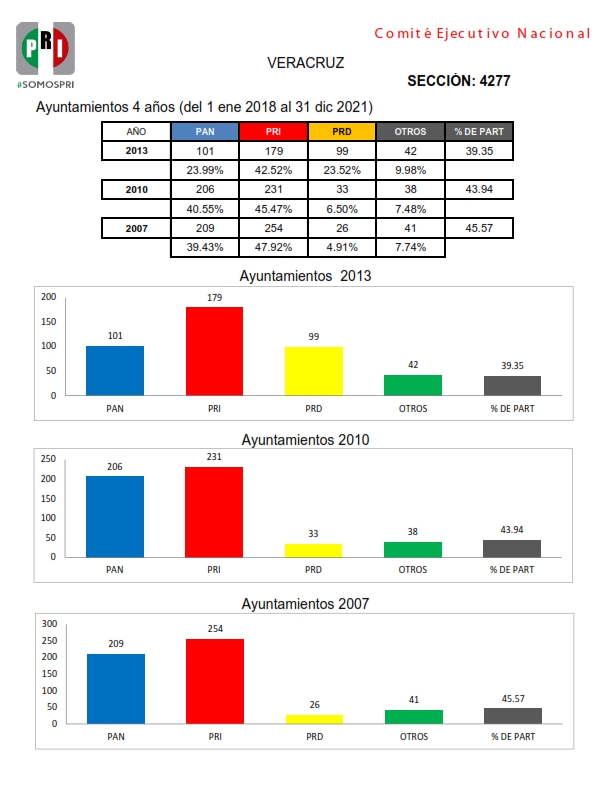 Comité Ejecutivo Nacional
PRI
#SOMOSPRI
VERACRUZ
SECCIÓN: 4277
Ayuntamientos 4 años (del 1 ene 2018 al 31 dic 2021)
AÑO PAN PRI PRD OTROS % DE PART
2013 101 179 99 42 39.35
23.99% 42.52% 23.52% 9.98%
2010 206 231 33 38 43.94
40.55% 45.47% 6.50% 7.48%
2007 209 254 26 41 45.57
39.43% 47.92% 4.91% 7.74%
Ayuntamientos 2013
200
150
100
50
0
101 179 99 42 39.35
PAN PRI PRD OTROS % DE PART
Ayuntamientos 2010
250
200
150
100
50
0
206 231 33 38 43.94
PAN PRI PRD OTROS % DE PART
Ayuntamientos 2007
300
250
200
150
100
50
0
209 254 26 41 45.57
PAN PRI PRD OTROS % DE PART